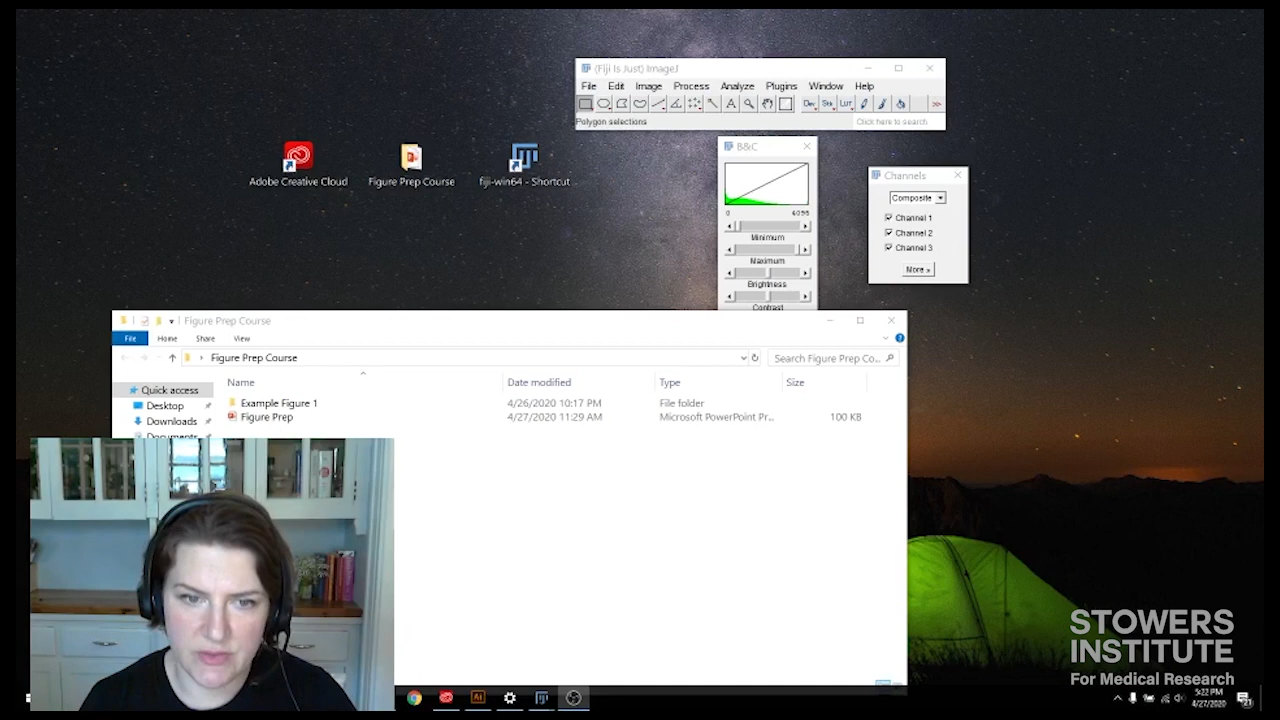 (Fiji Is Just) ImageJ
File Edit Image Process Analyze Plugins Window Help
Dev Stk LUT
Polygon selections Click here to search
B&C
0 4096
Minimum
Maximum
Brightness
Contrast
Channels
Composite
Channel 1
Channel 2
Channel 3
More »
Adobe Creative Cloud
Figure Prep Course
fiji-win64 - Shortcut
Figure Prep Course
File Home Share View
Figure Prep Course
Search Figure Prep Co...
Name Date modified Type Size
Quick access
Desktop
Downloads
Documents
Example Figure 1 4/26/2020 10:17 PM File folder
Figure Prep 4/27/2020 11:29 AM Microsoft PowerPoint Pr... 100 KB
STOWERS
INSTITUTE
For Medical Research
Ai
5:22 PM
4/27/2020
21